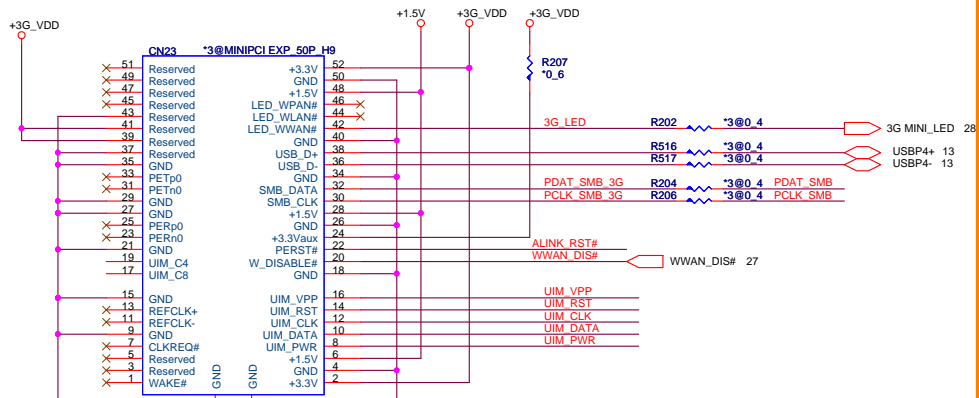 +1.5V +3G_VDD +3G_VDD
+3G_VDD
CN23 *3@MINIPCI EXP_50P_H9
R207
*0_6
51 Reserved +3.3V 52
49 Reserved GND 50
47 Reserved +1.5V 48
45 Reserved LED_WPAN# 46
43 Reserved LED_WLAN# 44
41 Reserved LED_WWAN# 42 3G_LED R202 *3@0_4 3G MINI_LED 28
39 Reserved GND 40
37 Reserved USB_D+ 38 R516 *3@0_4 USBP4+ 13
35 GND USB_D- 36 R517 *3@0_4 USBP4- 13
33 PETp0 GND 34
31 PETn0 SMB_DATA 32 PDAT_SMB_3G R204 *3@0_4 PDAT_SMB
29 GND SMB_CLK 30 PCLK_SMB_3G R206 *3@0_4 PCLK_SMB
27 GND +1.5V 28
25 PERp0 GND 26
23 PERn0 +3.3Vaux 24
21 GND PERST# 22 ALINK_RST#
19 UIM_C4 W_DISABLE# 20 WWAN_DIS# WWAN_DIS# 27
17 UIM_C8 GND 18
15 GND UIM_VPP 16 UIM_VPP
13 REFCLK+ UIM_RST 14 UIM_RST
11 REFCLK- UIM_CLK 12 UIM_CLK
9 GND UIM_DATA 10 UIM_DATA
7 CLKREQ# UIM_PWR 8 UIM_PWR
5 Reserved +1.5V 6
3 Reserved GND 4
1 WAKE# +3.3V 2
GND GND